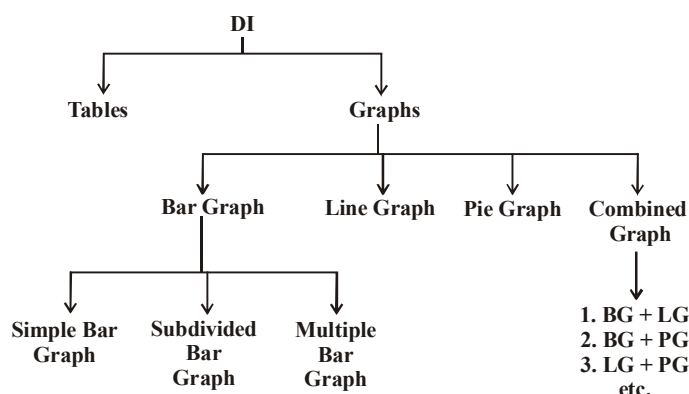 DI
Tables
Graphs
Bar Graph
Line Graph
Pie Graph
Combined
Graph
Simple Bar
Graph
Subdivided
Bar
Graph
Multiple
Bar
Graph
1. BG + LG
2. BG + PG
3. LG + PG
etc.